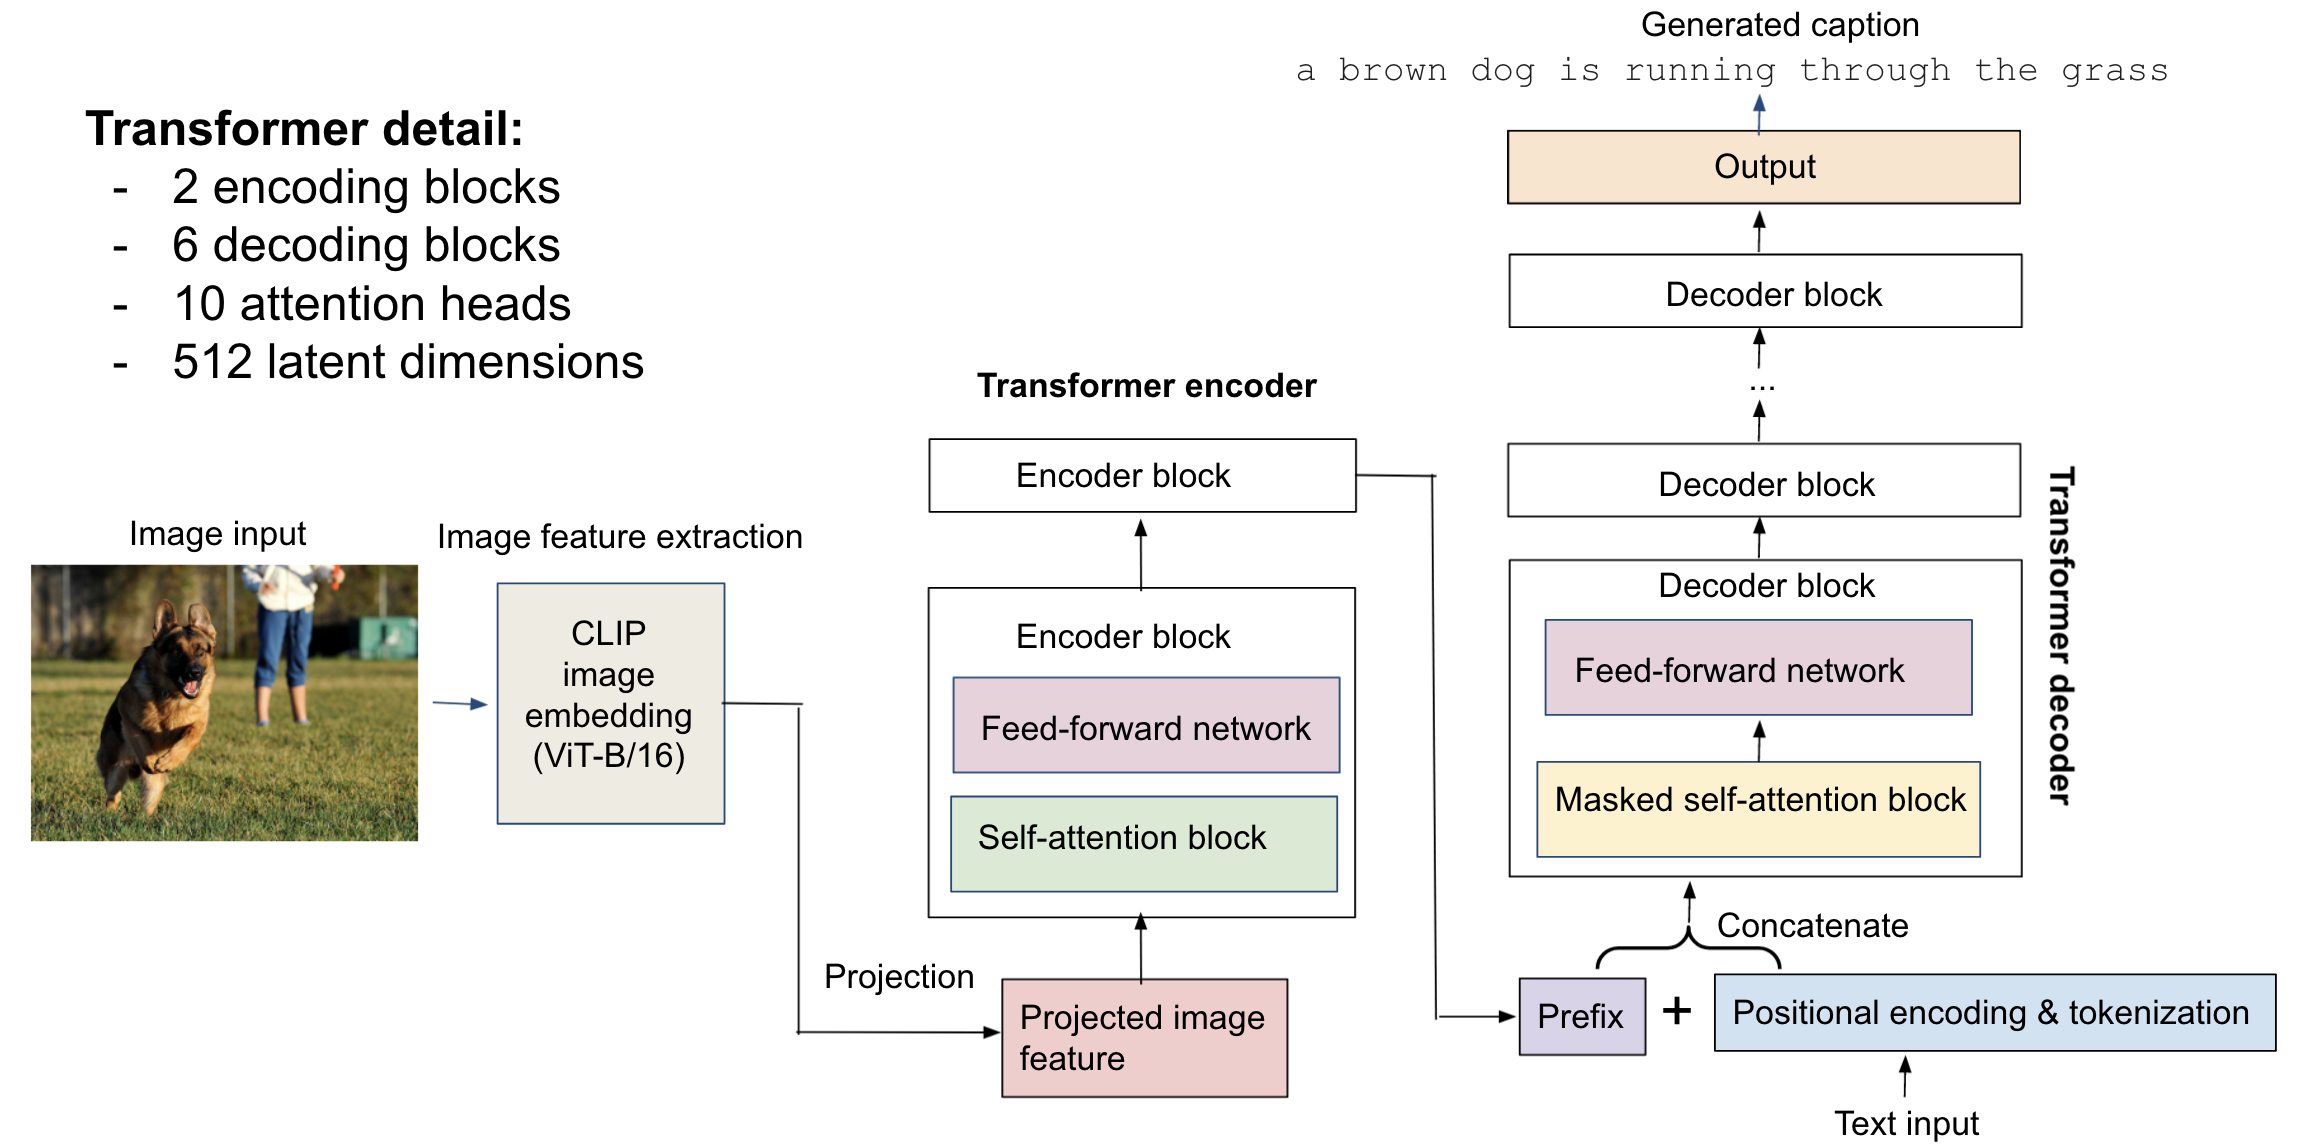 Generated caption
a brown dog is running through the grass
Transformer detail:
- 2 encoding blocks
- 6 decoding blocks
- 10 attention heads
- 512 latent dimensions
Image input
Image feature extraction
CLIP
image
embedding
(ViT-B/16)
Projection
Projected image
feature
Transformer encoder
Encoder block
Encoder block
Feed-forward network
Self-attention block
Output
Decoder block
...
Decoder block
Decoder block
Feed-forward network
Masked self-attention block
Transformer decoder
Concatenate
Prefix
+
Positional encoding & tokenization
Text input